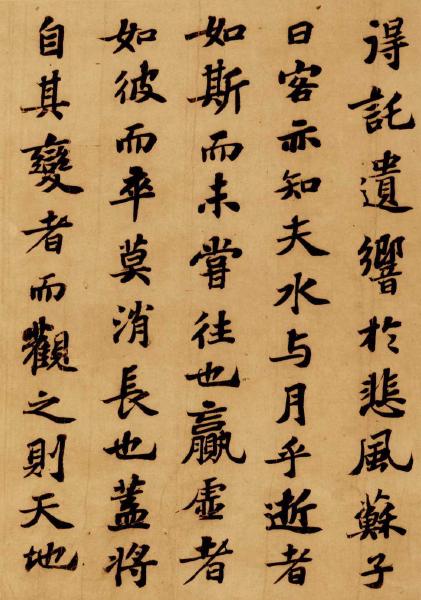 得託遺響於悲風蘇子
曰客亦知夫水与月乎逝者
如斯而未嘗往也贏虛者
如彼而卒莫消長也蓋將
自其變者而觀之則天地